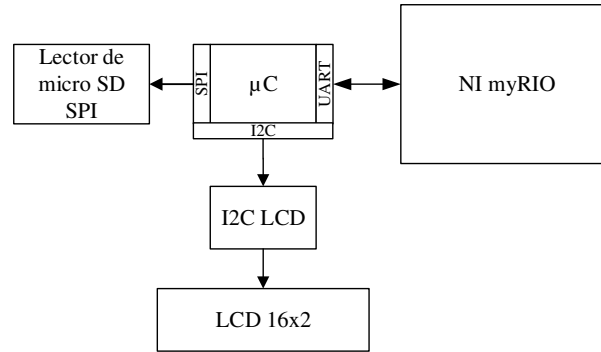 Lector de
micro SD
SPI
SPI
µC
UART
I2C
NI myRIO
I2C LCD
LCD 16x2